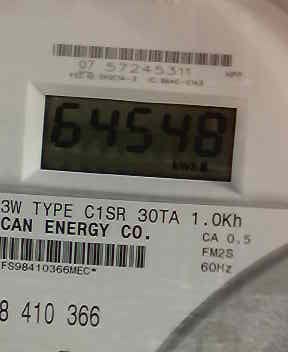 07 57245311
64548
3W TYPE C1SR 30TA 1.0Kh
CAN ENERGY CO.
CA 0.5
FM2S
60Hz
FS98410366MEC*
8 410 366